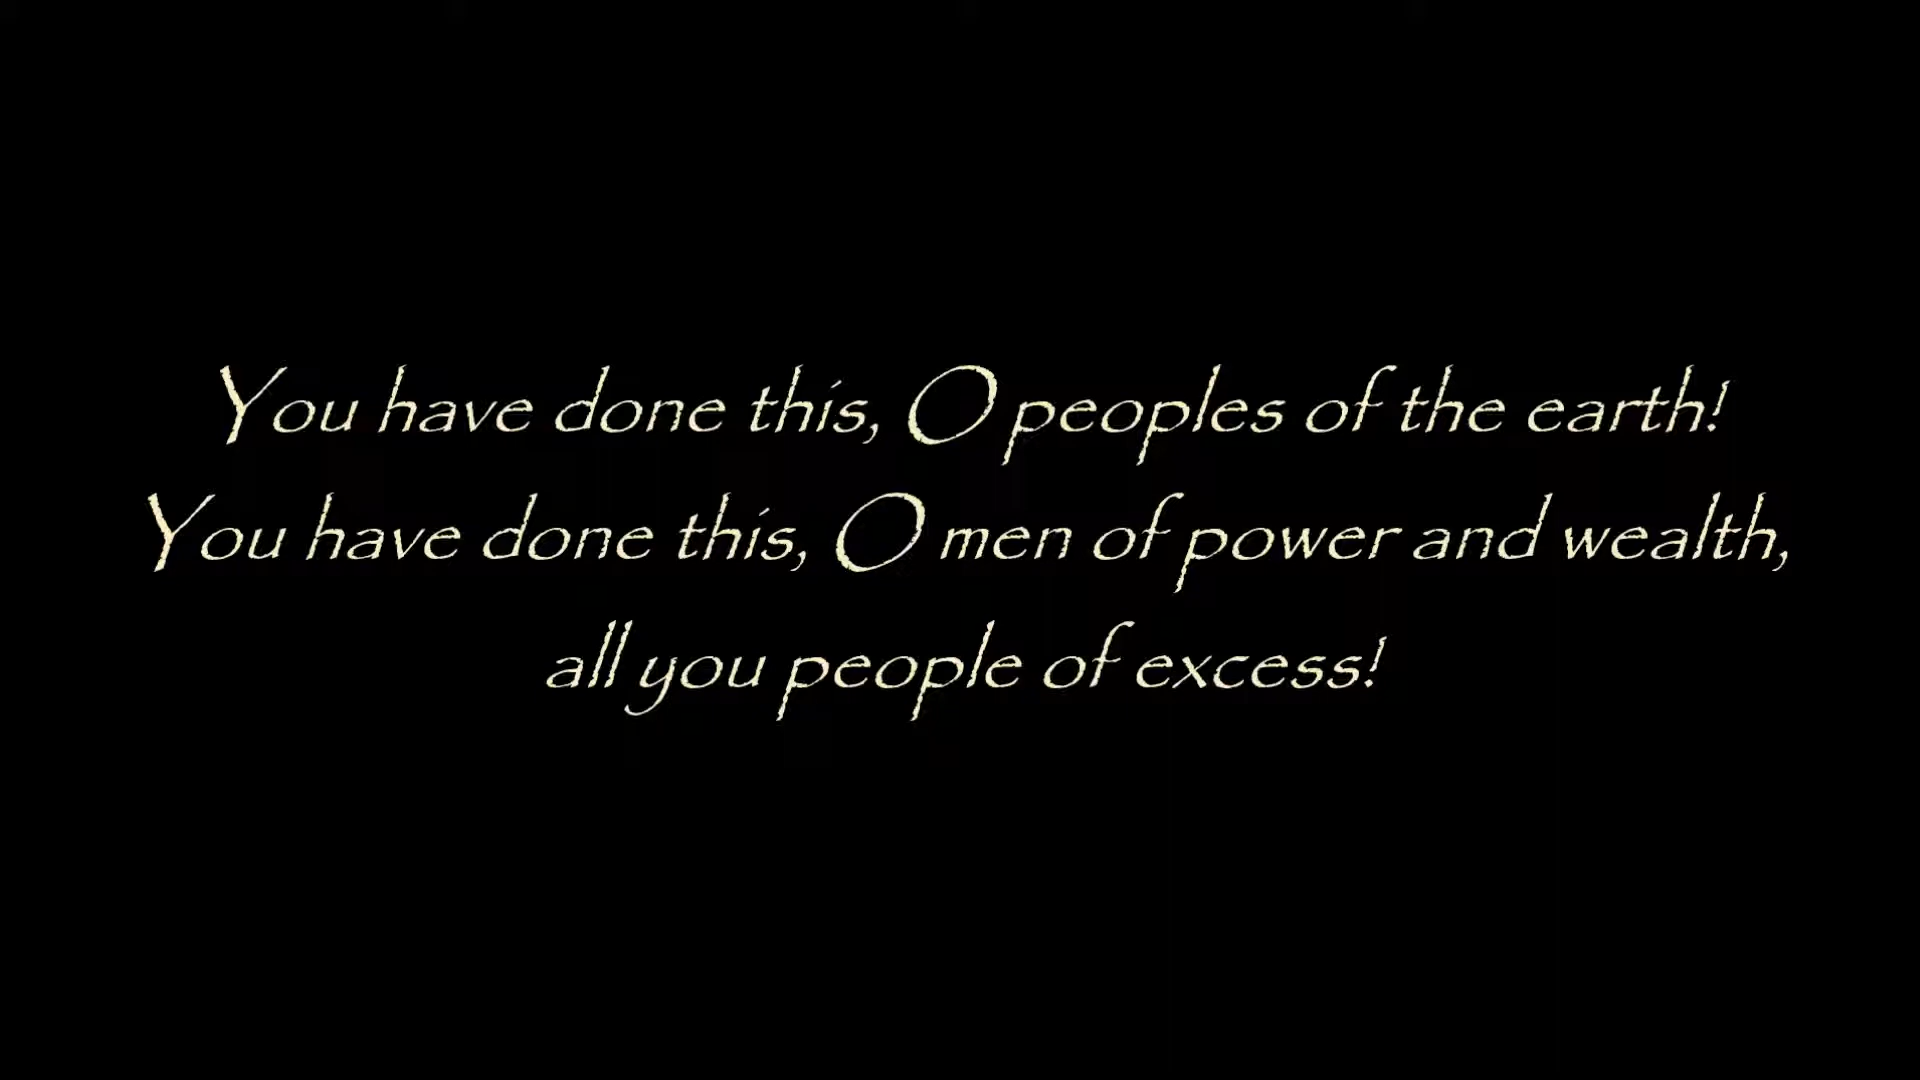 You have done this, O peoples of the earth!
You have done this, O men of power and wealth,
all you people of excess!